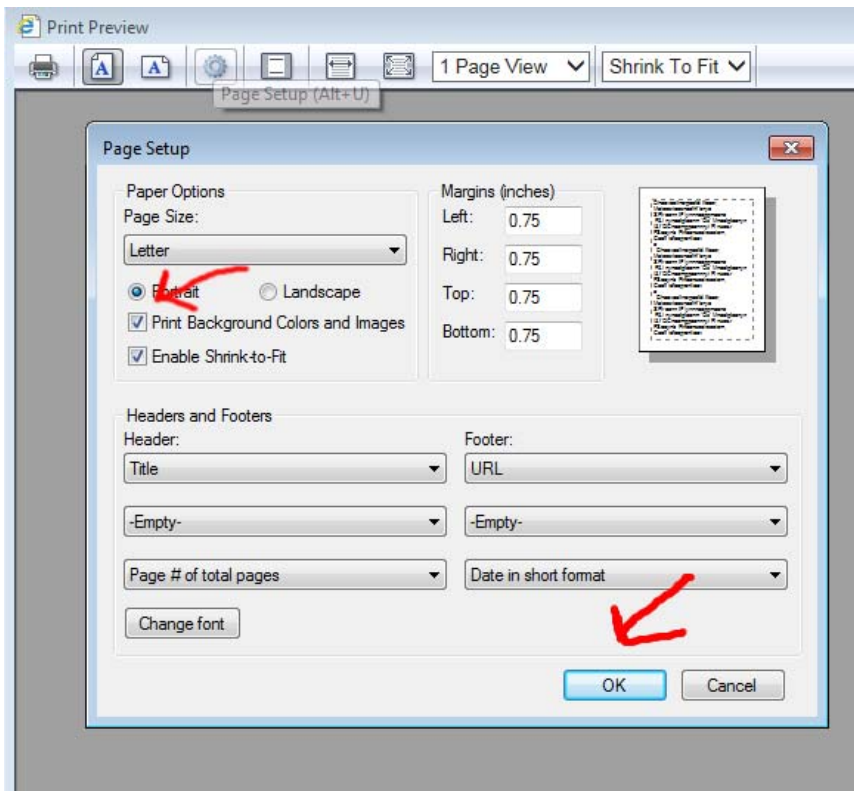 Print Preview
1 Page View Shrink To Fit
Page Setup (Alt+U)
Page Setup
Paper Options
Page Size:
Letter
Portrait Landscape
Print Background Colors and Images
Enable Shrink-to-Fit
Margins (inches)
Left: 0.75
Right: 0.75
Top: 0.75
Bottom: 0.75
Headers and Footers
Header: Footer:
Title URL
-Empty- -Empty-
Page # of total pages Date in short format
Change font
OK Cancel